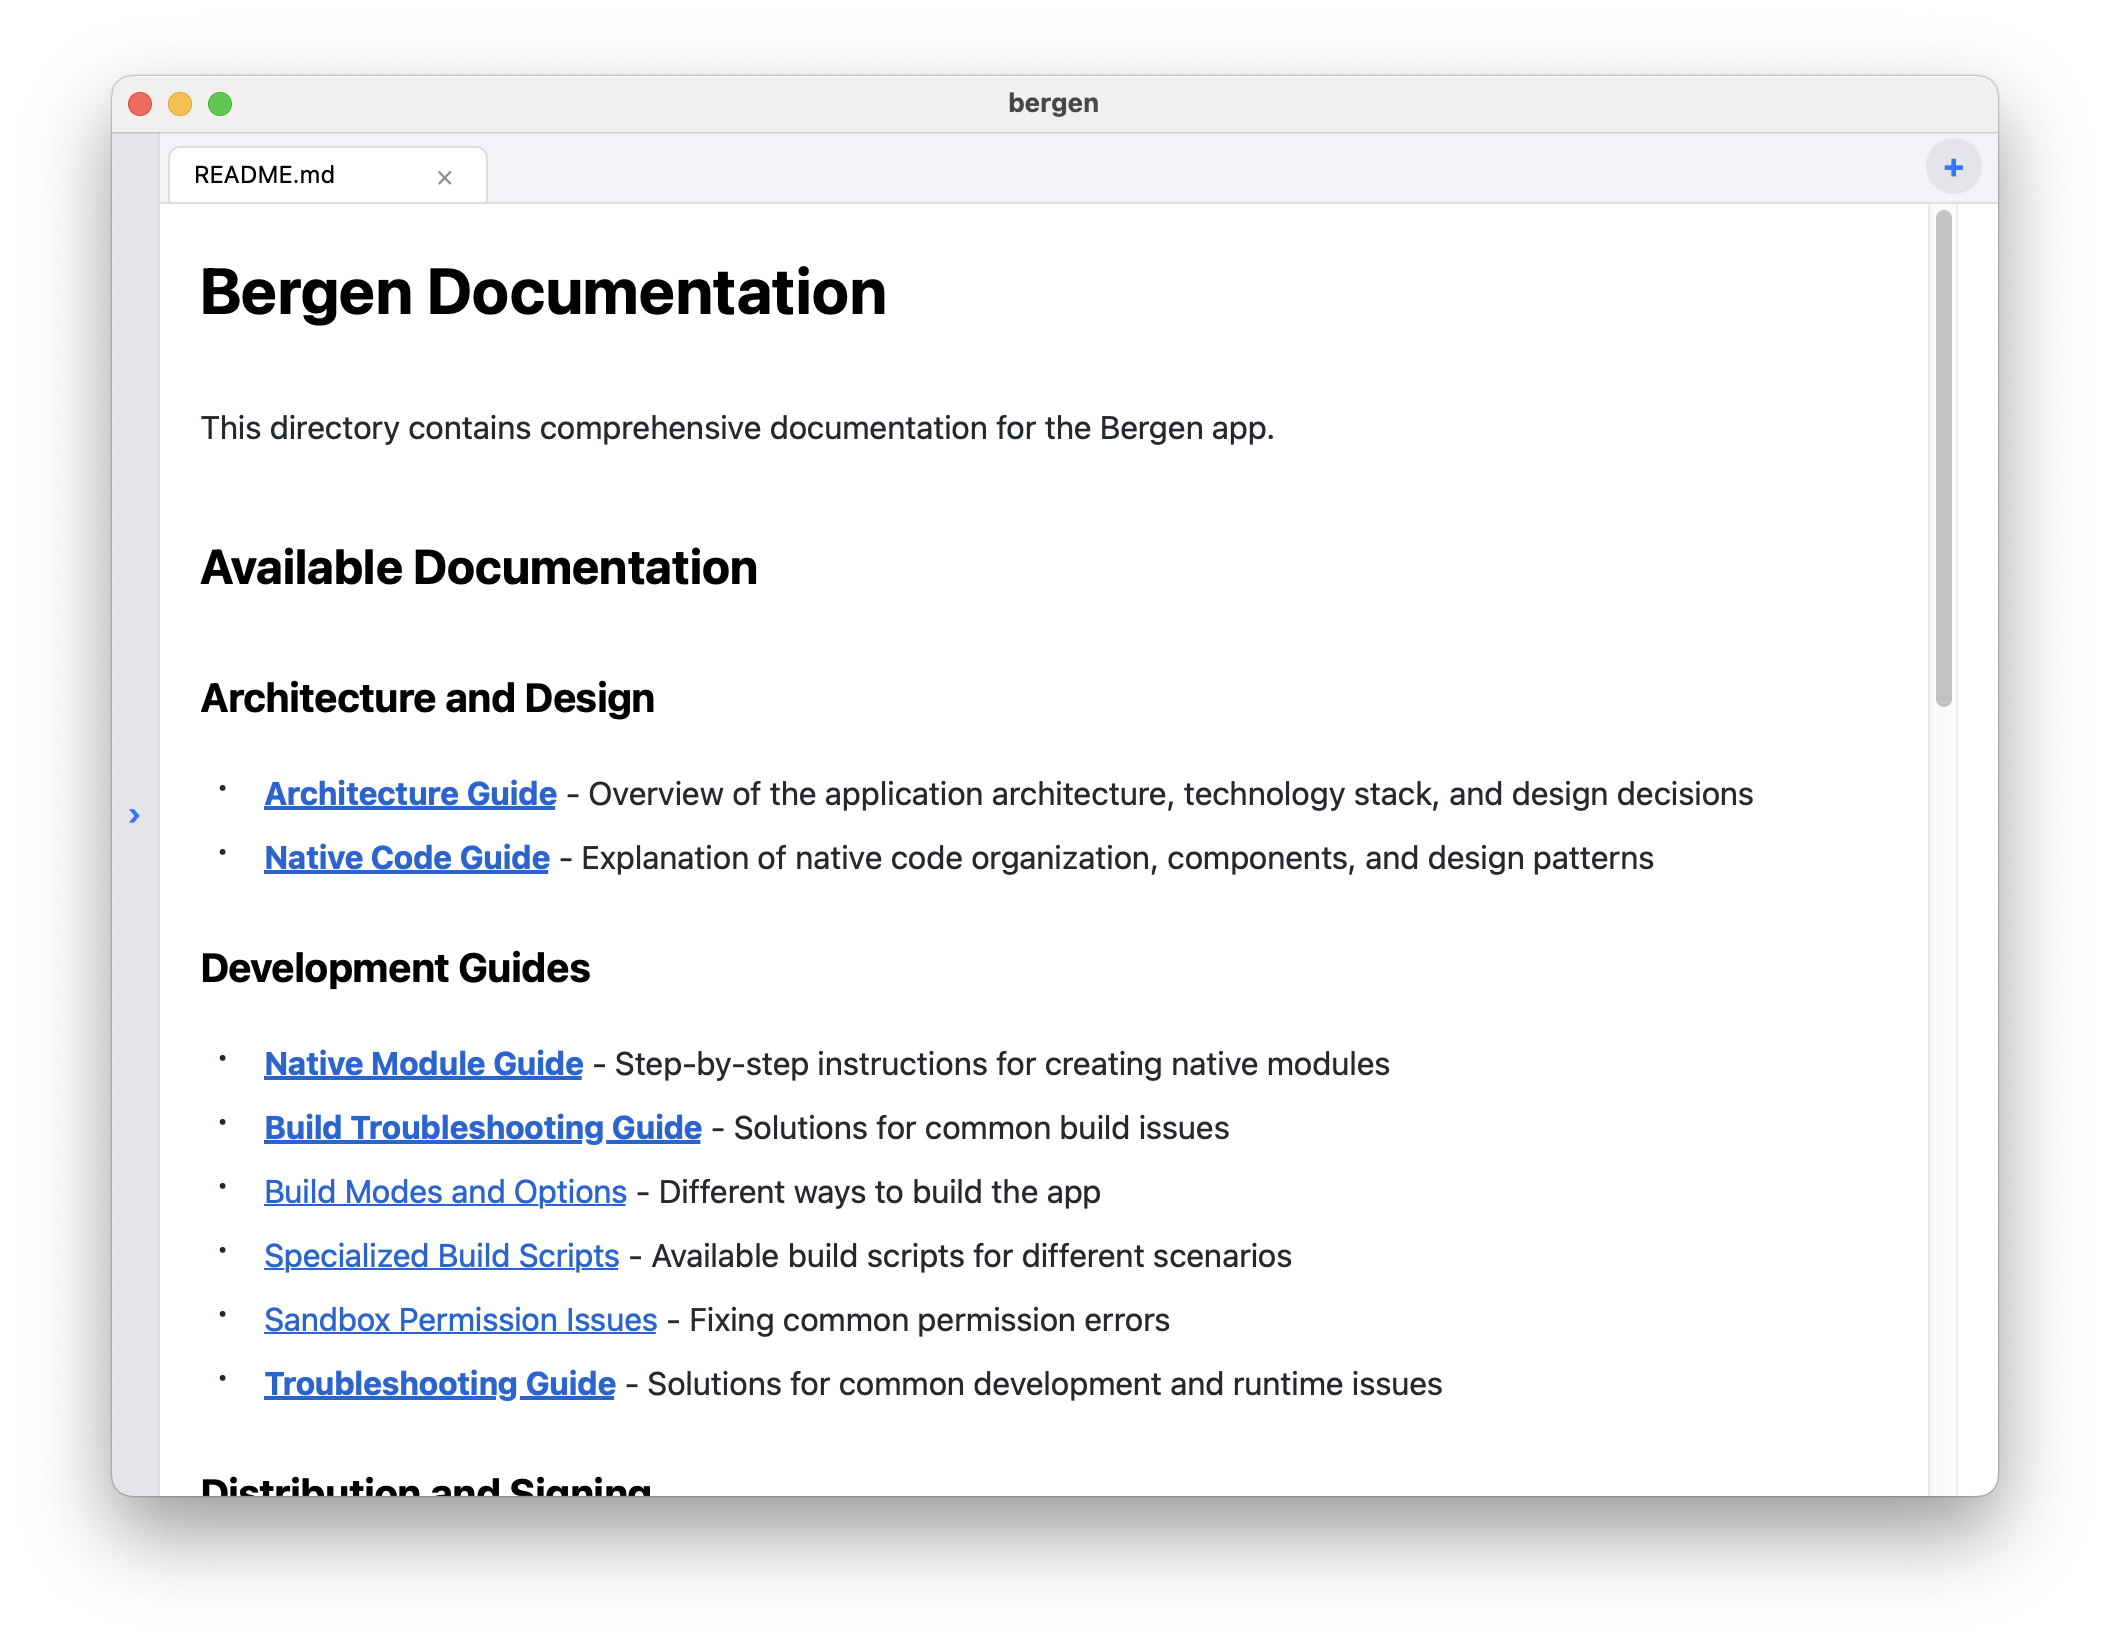 bergen
README.md ×
+
Bergen Documentation
This directory contains comprehensive documentation for the Bergen app.
Available Documentation
Architecture and Design
• Architecture Guide - Overview of the application architecture, technology stack, and design decisions
• Native Code Guide - Explanation of native code organization, components, and design patterns
›
Development Guides
• Native Module Guide - Step-by-step instructions for creating native modules
• Build Troubleshooting Guide - Solutions for common build issues
• Build Modes and Options - Different ways to build the app
• Specialized Build Scripts - Available build scripts for different scenarios
• Sandbox Permission Issues - Fixing common permission errors
• Troubleshooting Guide - Solutions for common development and runtime issues
Distribution and Signing